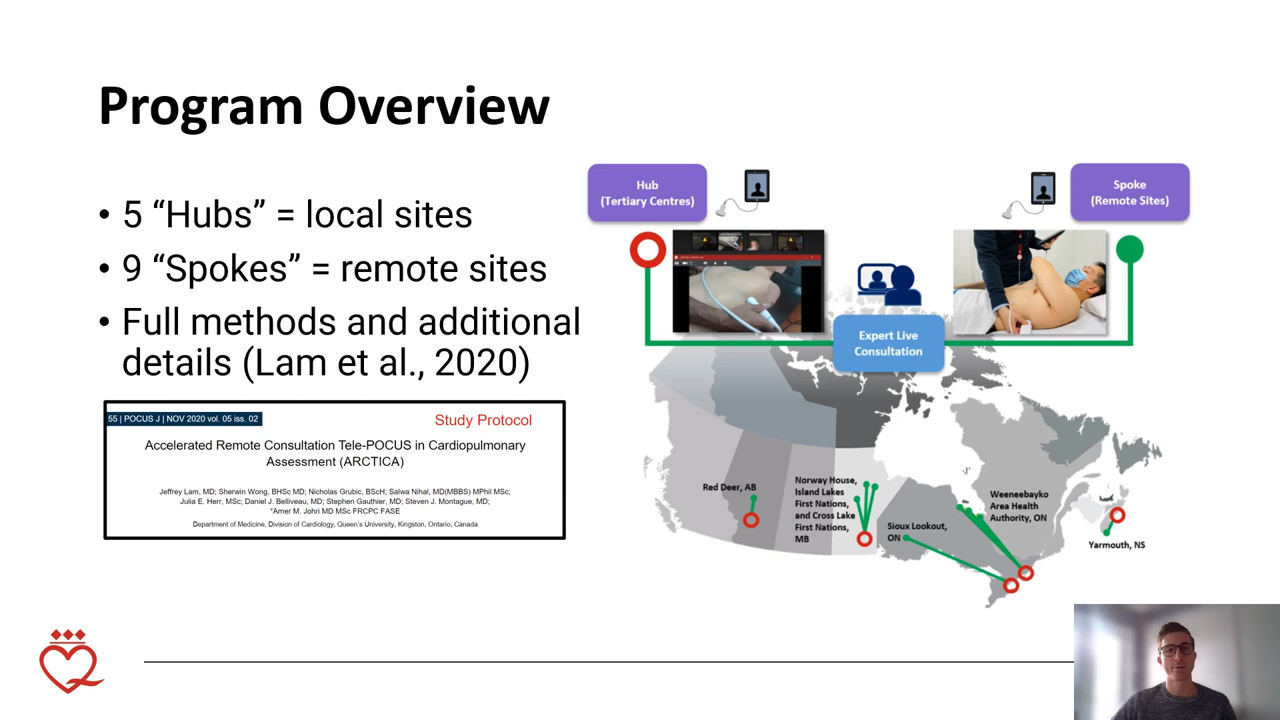 Program Overview
• 5 “Hubs” = local sites
• 9 “Spokes” = remote sites
• Full methods and additional
details (Lam et al., 2020)
55 | POCUS J | NOV 2020 vol. 05 iss. 02
Study Protocol
Accelerated Remote Consultation Tele-POCUS in Cardiopulmonary
Assessment (ARCTICA)
Jeffrey Lam, MD; Sherwin Wong, BHSc MD; Nicholas Grubic, BScH; Salwa Nihal, MD(MBBS) MPhil MSc;
Julia E. Herr, MSc; Daniel J. Belliveau, MD; Stephen Gauthier, MD; Steven J. Montague, MD;
*Amer M. Johri MD MSc FRCPC FASE
Department of Medicine, Division of Cardiology, Queen’s University, Kingston, Ontario, Canada
Hub
(Tertiary Centres)
Spoke
(Remote Sites)
Expert Live
Consultation
Red Deer, AB
Norway House,
Island Lakes
First Nations,
and Cross Lake
First Nations,
MB
Sioux Lookout,
ON
Weeneebayko
Area Health
Authority, ON
Yarmouth, NS